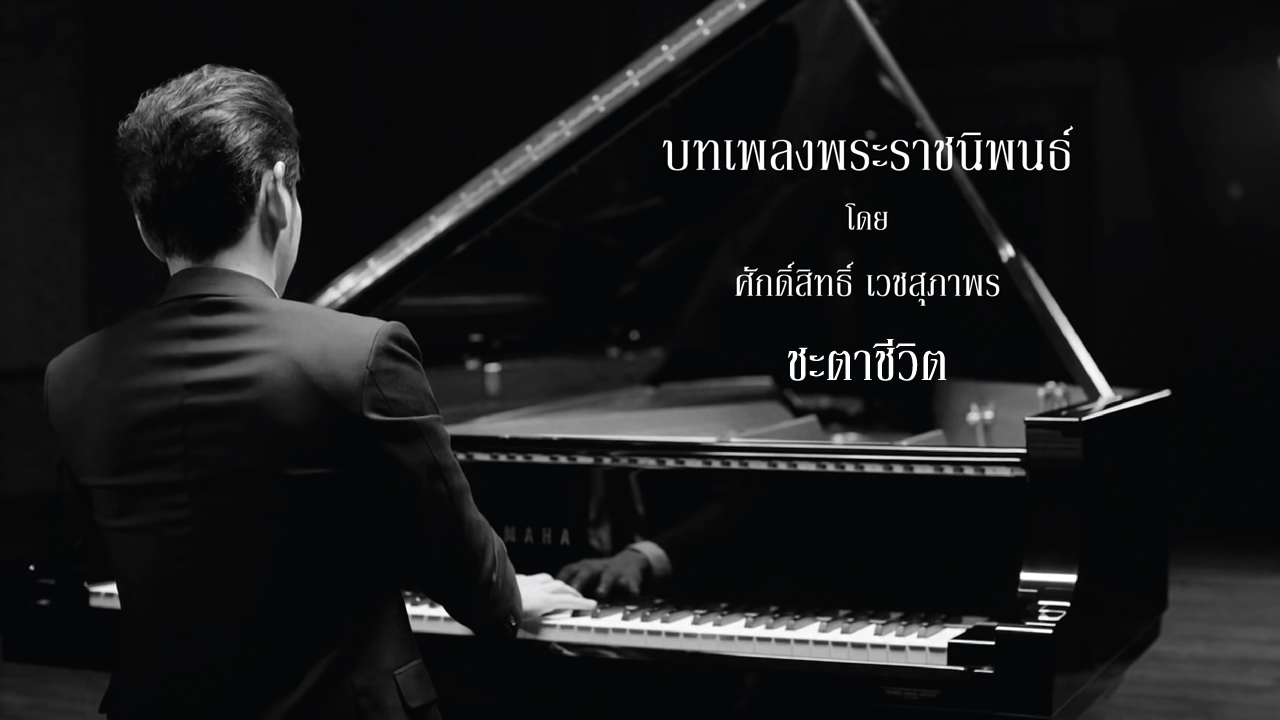 บทเพลงพระราชนิพนธ์
โดย
ศักดิ์สิทธิ์ เวชสุภาพร
ชะตาชีวิต